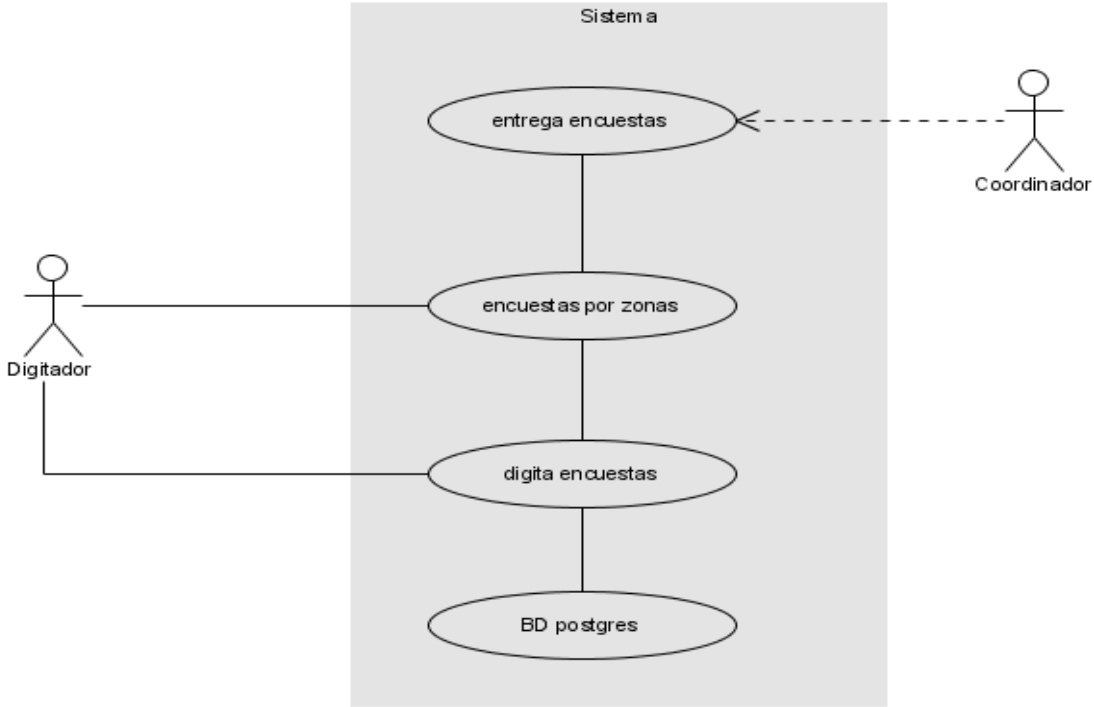 Sistema
entrega encuestas
Coordinador
encuestas por zonas
Digitador
digita encuestas
BD postgres